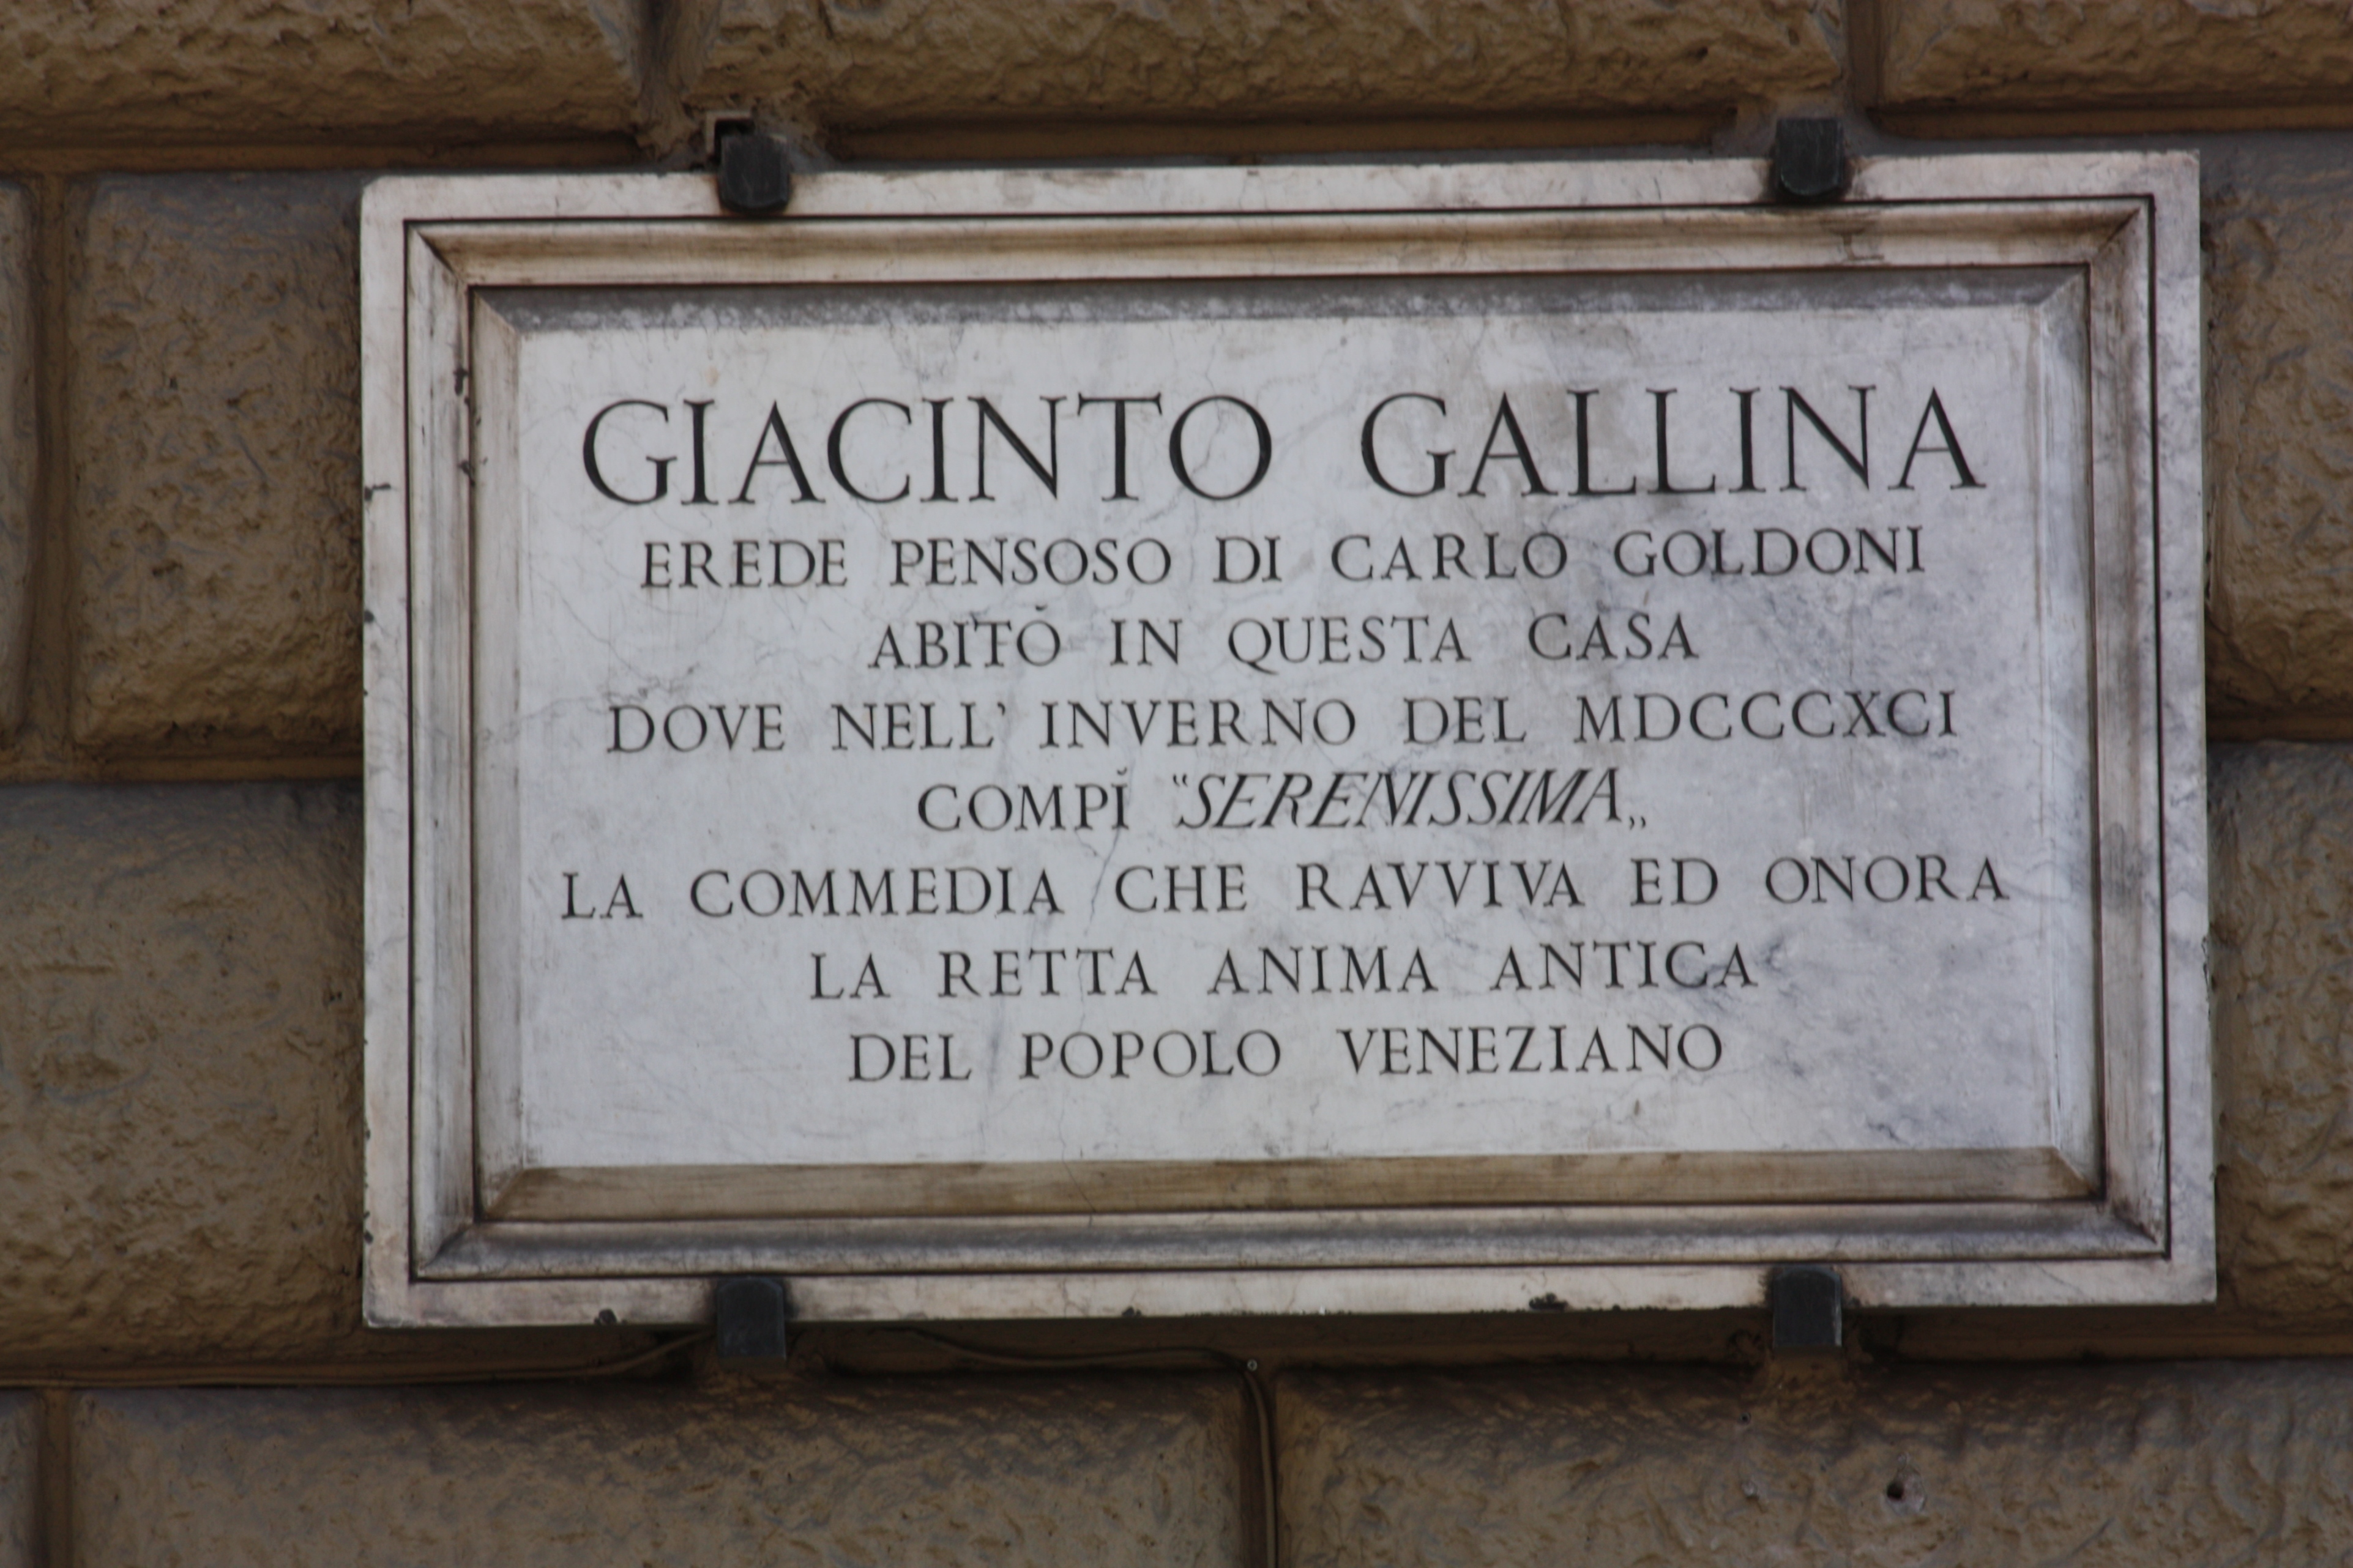 GIACINTO GALLINA
EREDE PENSOSO DI CARLO GOLDONI
ABITÒ IN QUESTA CASA
DOVE NELL' INVERNO DEL MDCCCXCI
COMPĬ “SERENISSIMA„
LA COMMEDIA CHE RAVVIVA ED ONORA
LA RETTA ANIMA ANTICA
DEL POPOLO VENEZIANO